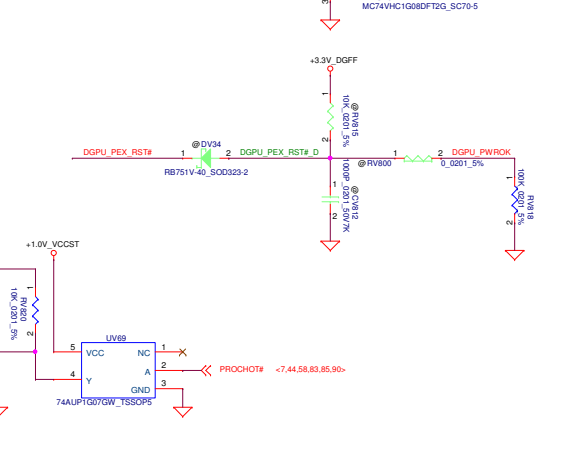 3
MC74VHC1G08DFT2G_SC70-5
+3.3V_DGFF
1
10K_0201_5%
@RV815
2
DGPU_PEX_RST#
1
@DV34
2
DGPU_PEX_RST#_D
RB751V-40_SOD323-2
@RV800
1
2
0_0201_5%
DGPU_PWROK
1
1000P_0201_50V7K
@CV812
2
1
100K_0201_5%
RV818
2
+1.0V_VCCST
1
10K_0201_5%
RV820
2
UV69
5
VCC
NC
1
A
2
4
Y
GND
3
74AUP1G07GW_TSSOP5
PROCHOT# <7,44,58,83,85,90>